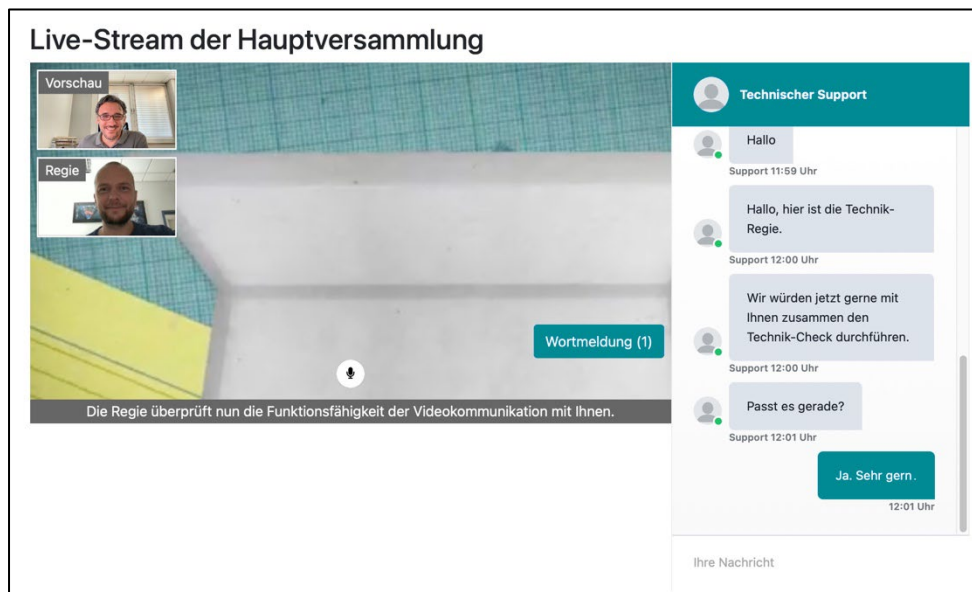 Live-Stream der Hauptversammlung
Vorschau
Regie
Wortmeldung (1)
Die Regie überprüft nun die Funktionsfähigkeit der Videokommunikation mit Ihnen.
Technischer Support
Hallo
Support 11:59 Uhr
Hallo, hier ist die Technik-
Regie.
Support 12:00 Uhr
Wir würden jetzt gerne mit
Ihnen zusammen den
Technik-Check durchführen.
Support 12:00 Uhr
Passt es gerade?
Support 12:01 Uhr
Ja. Sehr gern.
12:01 Uhr
Ihre Nachricht